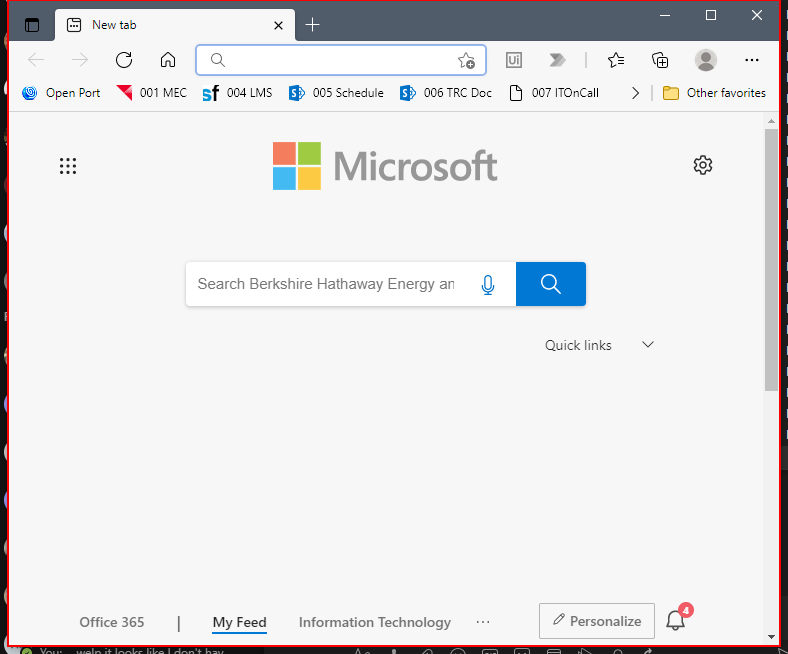 New tab
Ui
Open Port 001 MEC sf 004 LMS 005 Schedule 006 TRC Doc 007 ITOnCall Other favorites
Microsoft
Search Berkshire Hathaway Energy an
Quick links
Office 365 | My Feed Information Technology ... Personalize 4
You: welp it looks like I don't hav